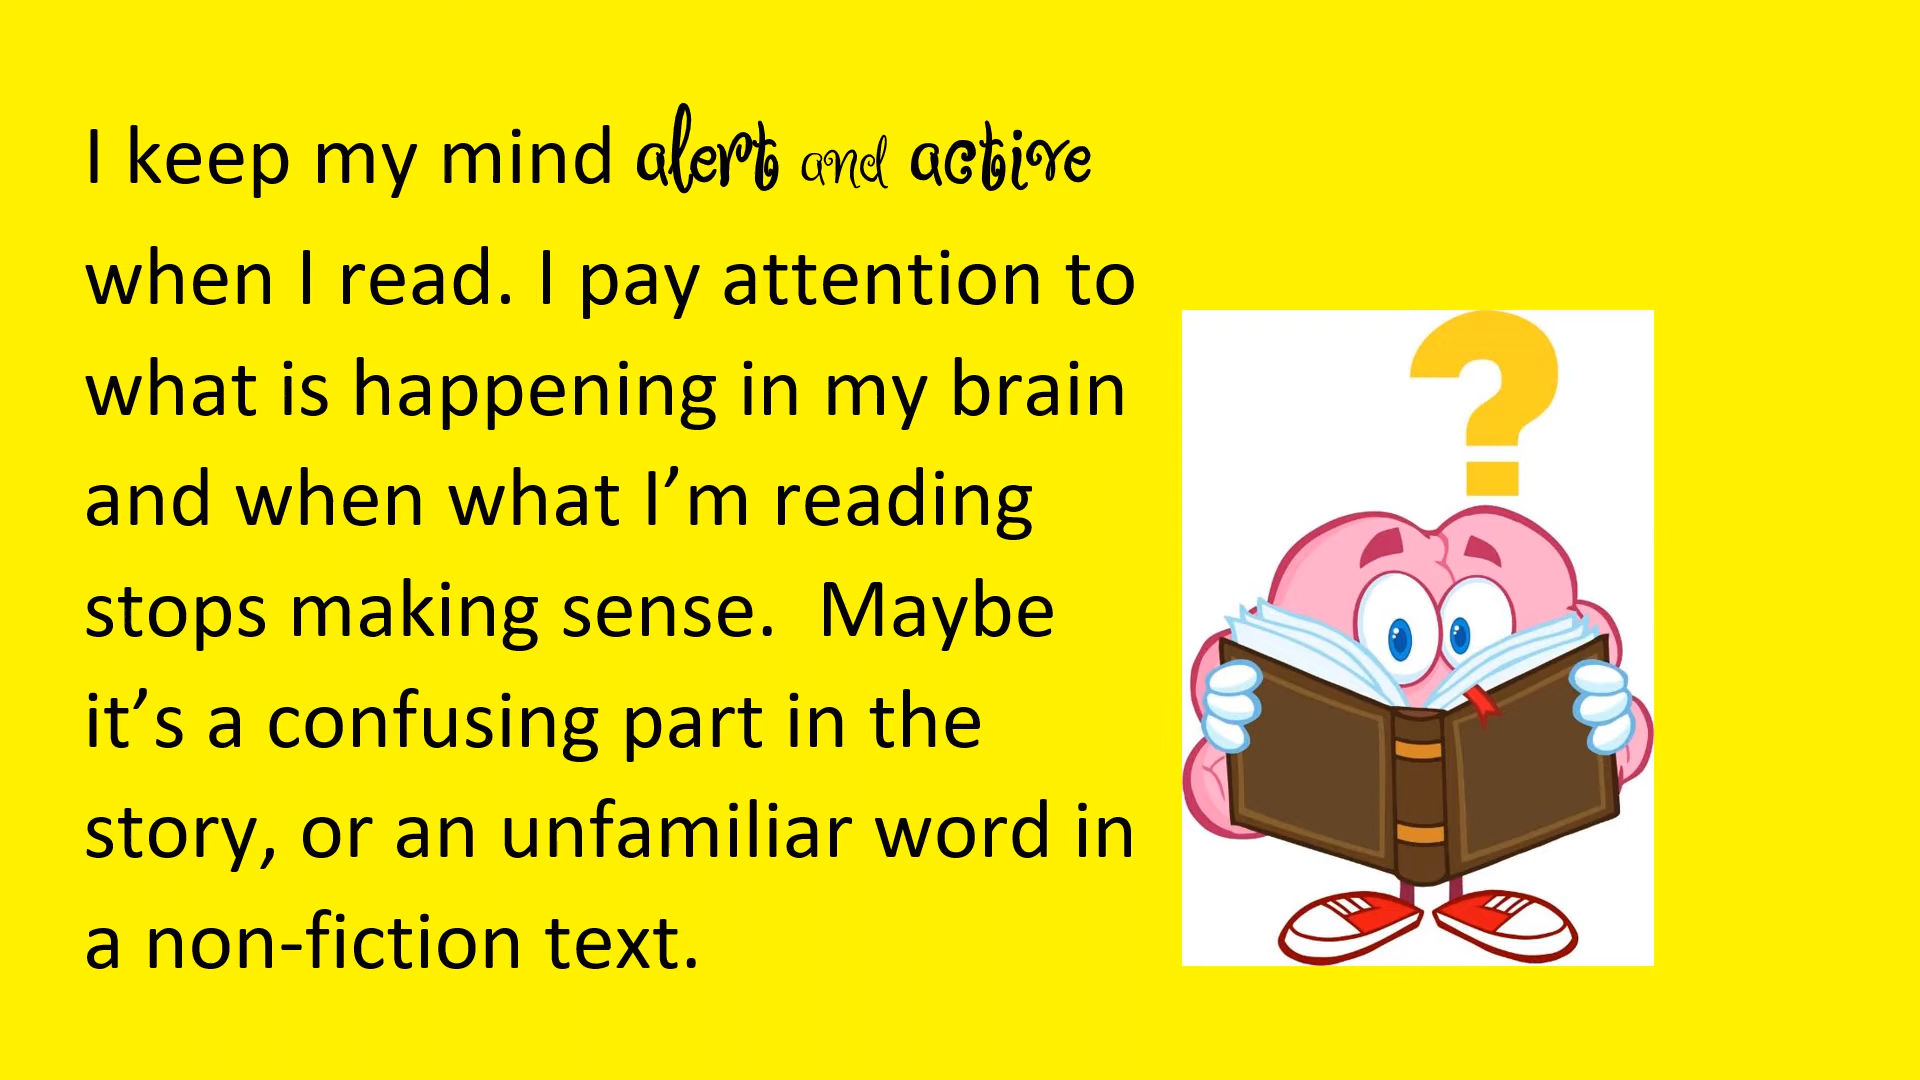 I keep my mind alert and active
when I read. I pay attention to
what is happening in my brain
and when what I’m reading
stops making sense.  Maybe
it’s a confusing part in the
story, or an unfamiliar word in
a non-fiction text.
?